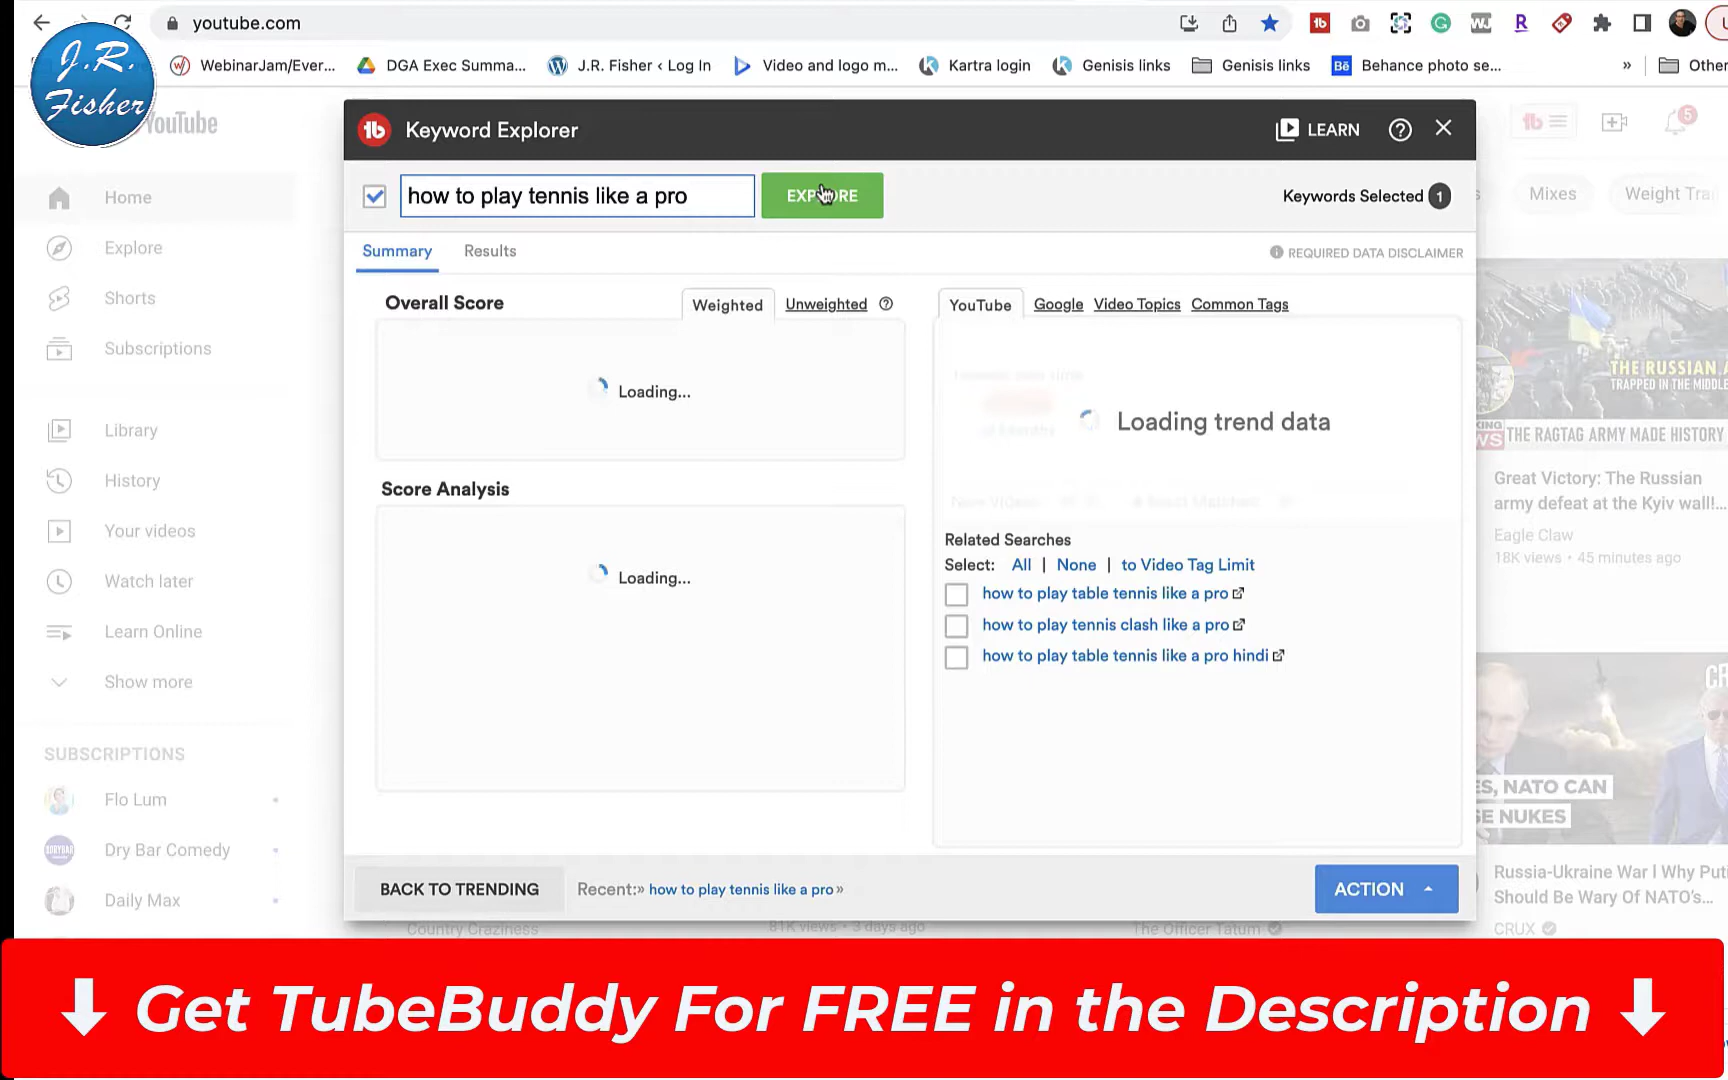 youtube.com
J.R.
Fisher
WebinarJam/Ever...
DGA Exec Summa...
J.R. Fisher ‹ Log In
Video and logo m...
Kartra login
Genisis links
Genisis links
Behance photo se...
»
Other
YouTube
5
Keyword Explorer
LEARN
how to play tennis like a pro
EXPLORE
Keywords Selected 1
Summary
Results
REQUIRED DATA DISCLAIMER
Overall Score
Weighted
Unweighted
Loading...
Score Analysis
Loading...
YouTube
Google
Video Topics
Common Tags
Loading trend data
Related Searches
Select: All | None | to Video Tag Limit
how to play table tennis like a pro
how to play tennis clash like a pro
how to play table tennis like a pro hindi
BACK TO TRENDING
Recent:» how to play tennis like a pro »
ACTION
Home
Explore
Shorts
Subscriptions
Library
History
Your videos
Watch later
Learn Online
Show more
SUBSCRIPTIONS
Flo Lum
Dry Bar Comedy
Daily Max
Mixes
Weight Trai
THE RUSSIAN A
TRAPPED IN THE MIDDLE
THE RAGTAG ARMY MADE HISTORY
Great Victory: The Russian
army defeat at the Kyiv wall!...
Eagle Claw
18K views • 45 minutes ago
ES, NATO CAN
SE NUKES
Russia-Ukraine War I Why Puti
Should Be Wary Of NATO's...
CRUX
Country Craziness
81K views • 3 days ago
The Officer Tatum
Get TubeBuddy For FREE in the Description